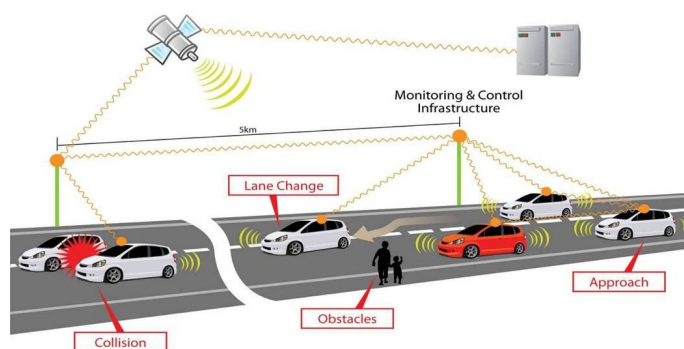 Monitoring & Control
Infrastructure
5km
Lane Change
Approach
Obstacles
Collision